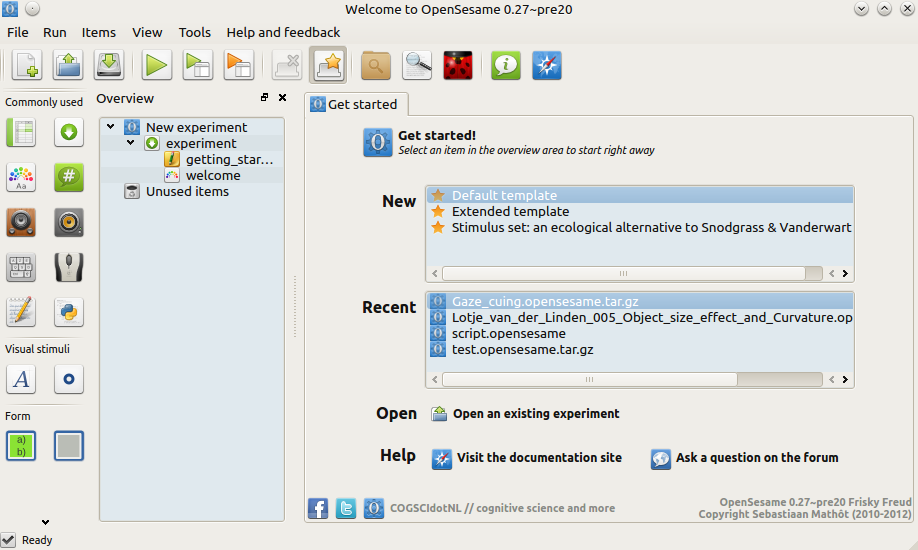 Welcome to OpenSesame 0.27~pre20
File Run Items View Tools Help and feedback
Commonly used
Aa
A
Visual stimuli
Form
a)
b)
Overview
New experiment
experiment
getting_star...
welcome
Unused items
Get started
Get started!
Select an item in the overview area to start right away
New
Default template
Extended template
Stimulus set: an ecological alternative to Snodgrass & Vanderwart
Recent
Gaze_cuing.opensesame.tar.gz
Lotje_van_der_Linden_005_Object_size_effect_and_Curvature.op
script.opensesame
test.opensesame.tar.gz
Open Open an existing experiment
Help Visit the documentation site Ask a question on the forum
COGSCIdotNL // cognitive science and more
OpenSesame 0.27~pre20 Frisky Freud
Copyright Sebastiaan Mathôt (2010-2012)
Ready